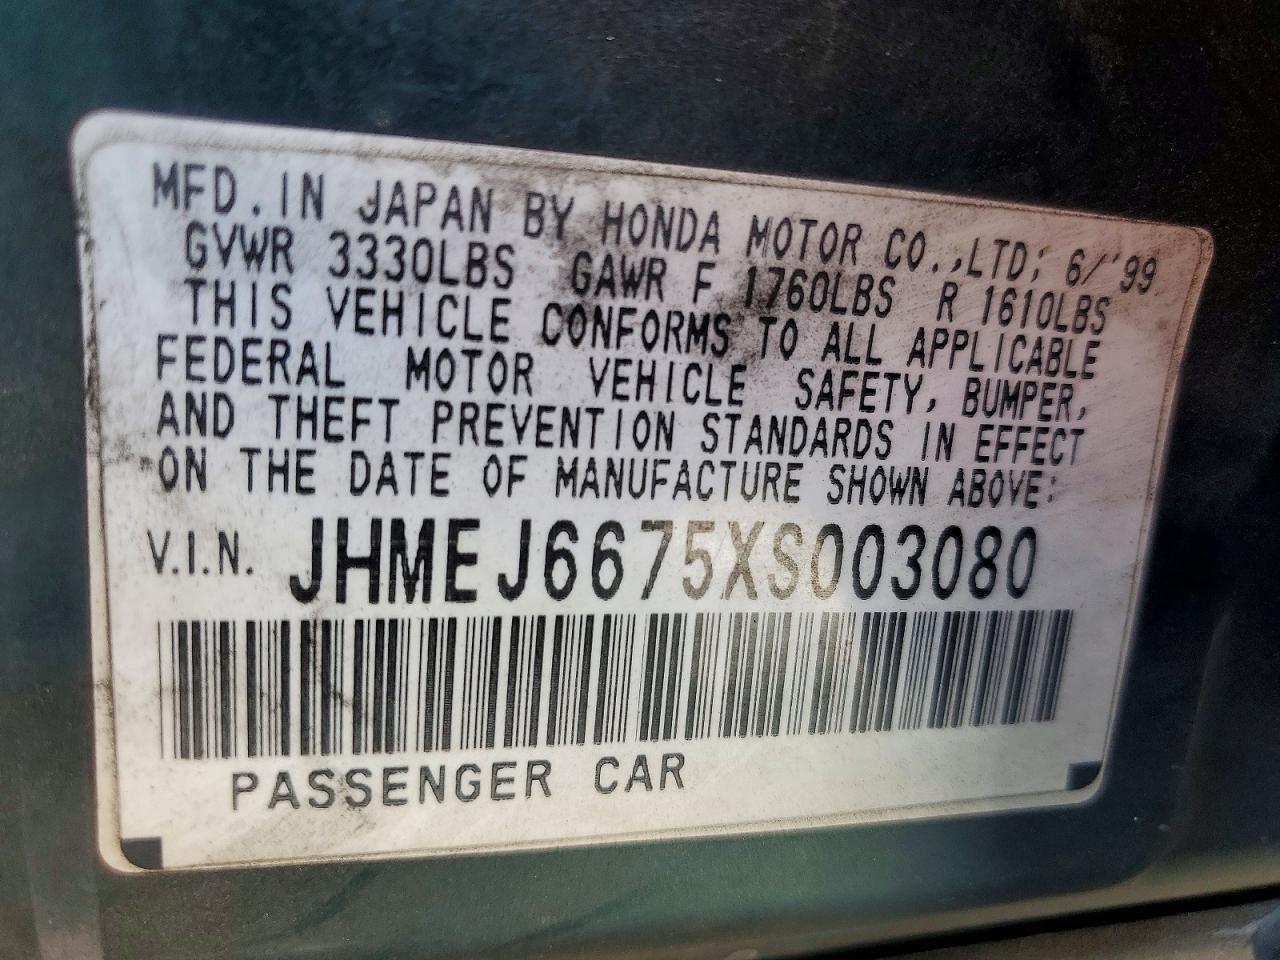 MFD. IN JAPAN BY HONDA MOTOR CO.,LTD; 6/'99
GVWR 3330LBS GAWR F 1760LBS R 1610LBS
THIS VEHICLE CONFORMS TO ALL APPLICABLE
FEDERAL MOTOR VEHICLE SAFETY, BUMPER,
AND THEFT PREVENTION STANDARDS IN EFFECT
ON THE DATE OF MANUFACTURE SHOWN ABOVE:
V.I.N. JHMEJ6675XS003080
PASSENGER CAR